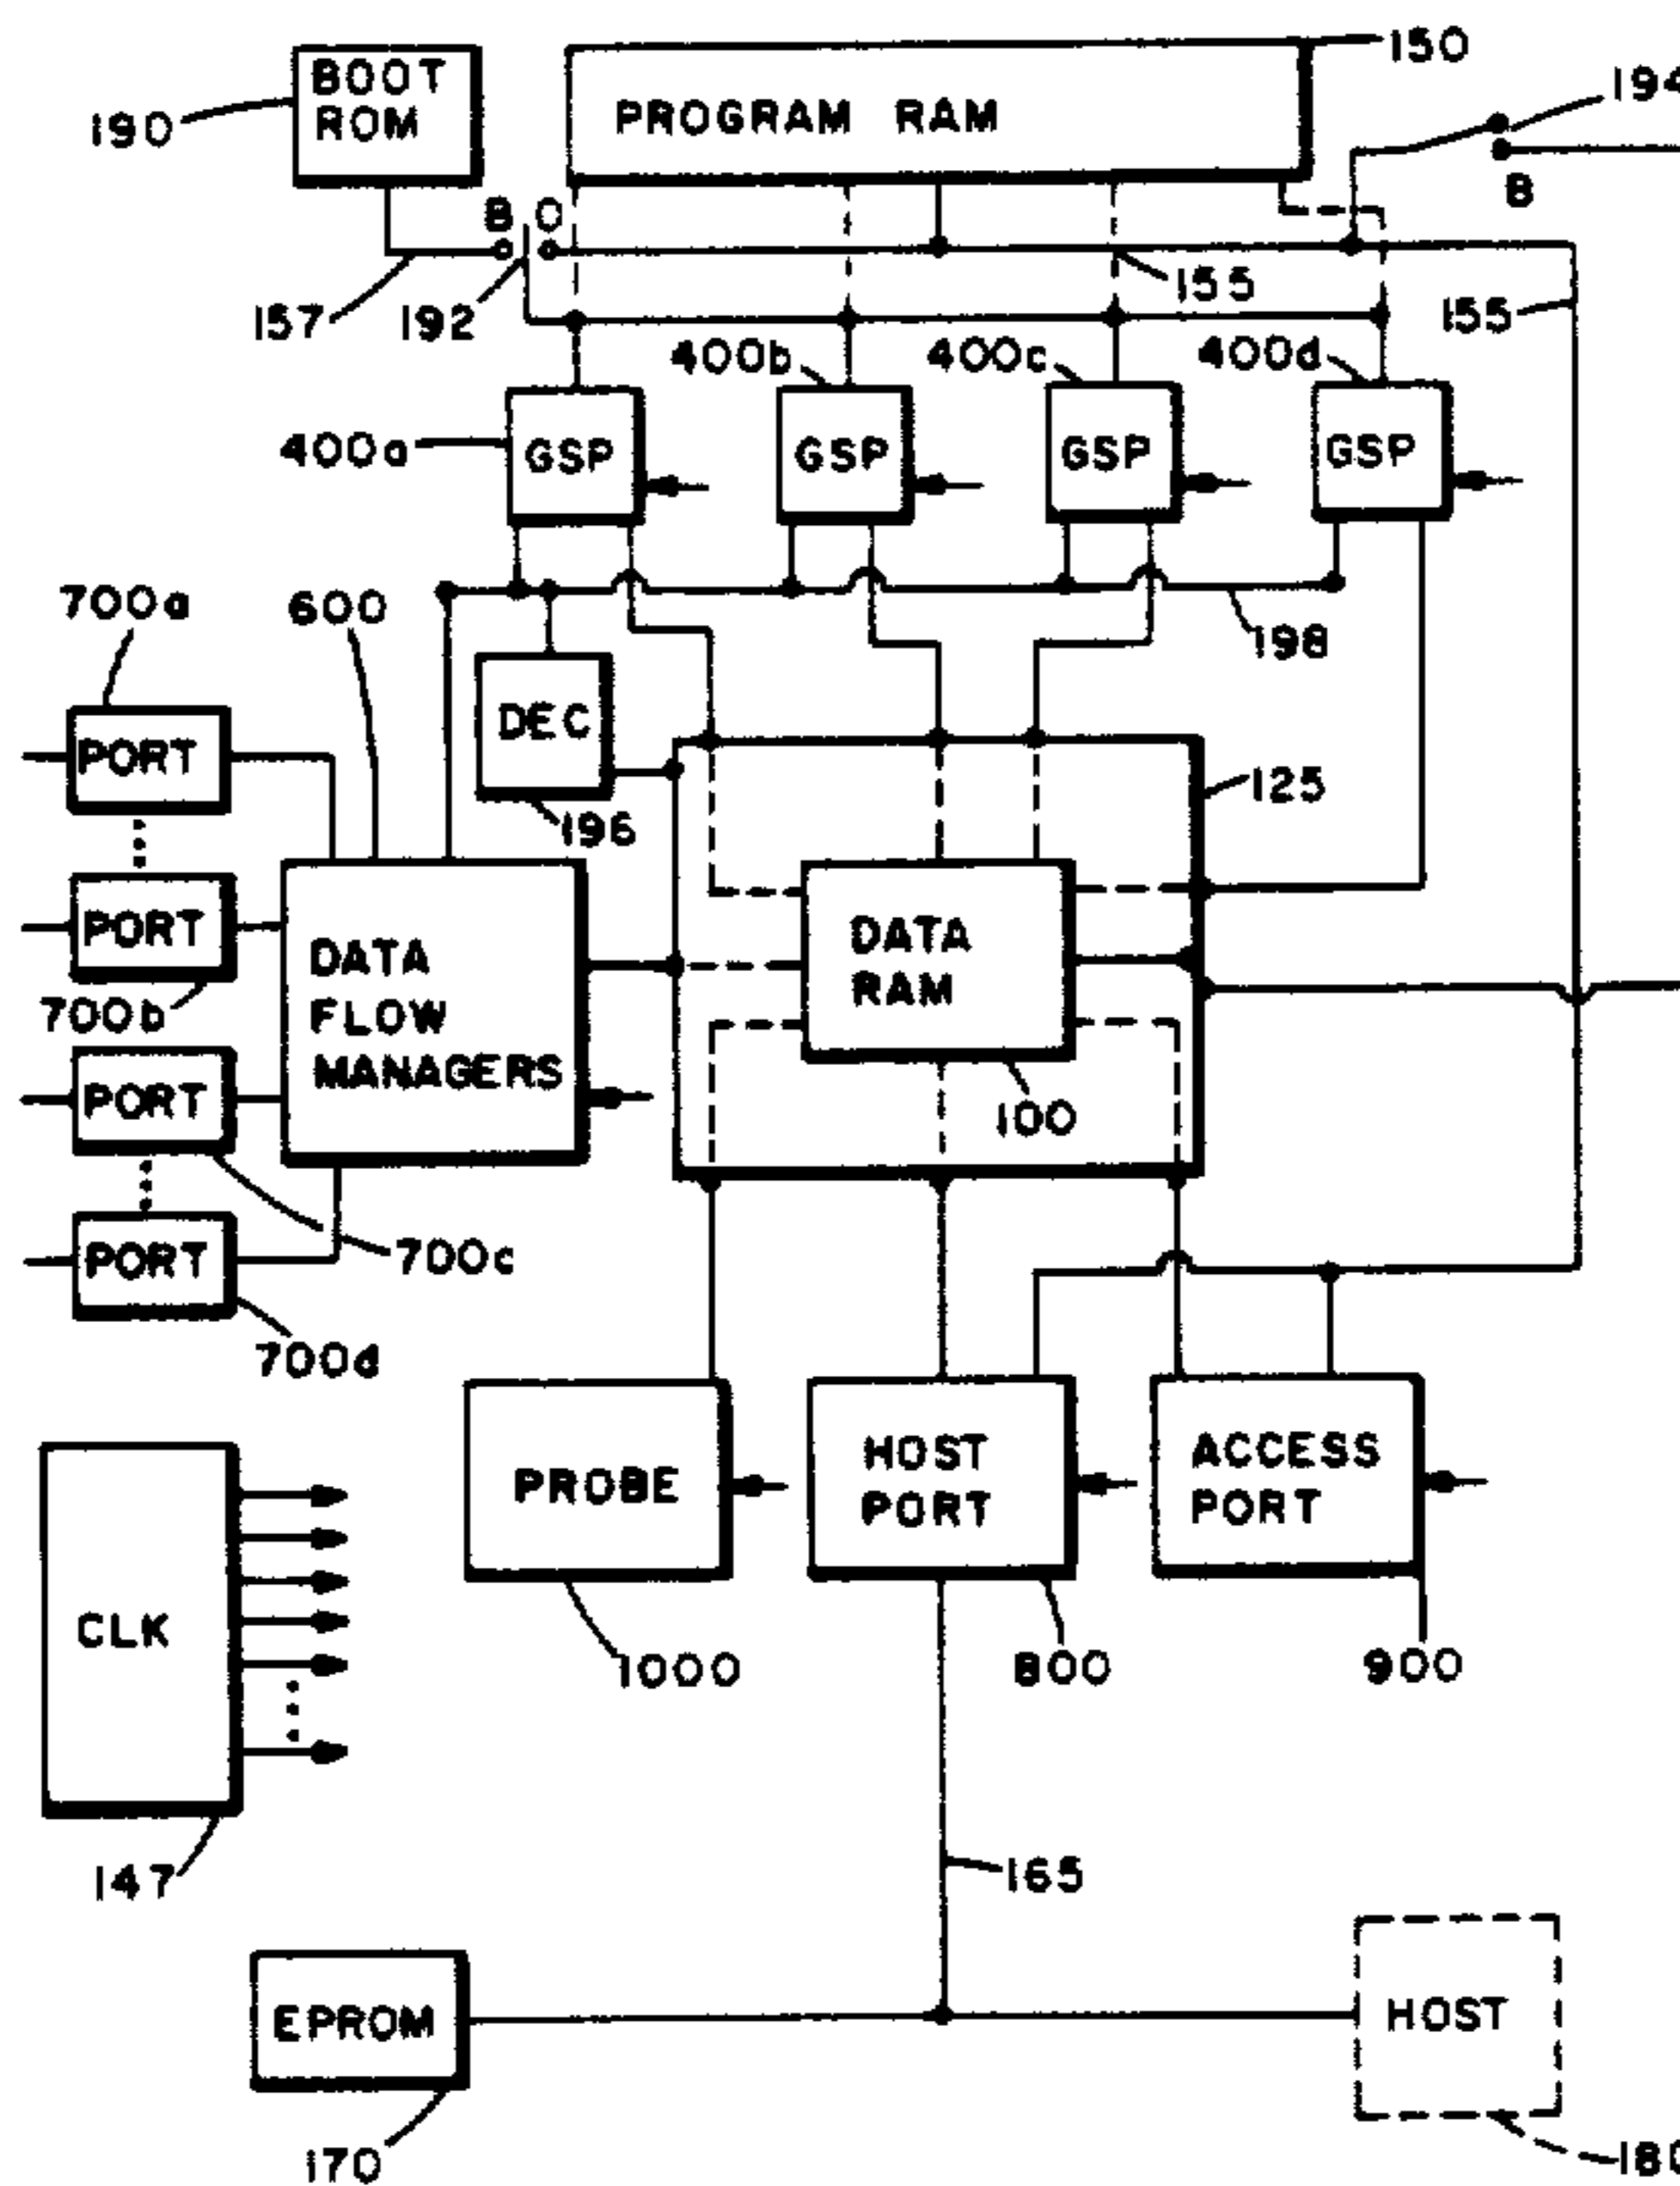 150
194
BOOT
ROM
190
PROGRAM RAM
B
B O
157
192
155
155
400b
400c
400d
400a
GSP
GSP
GSP
GSP
700a
600
198
DEC
196
125
PORT
PORT
700b
PORT
PORT
700c
700d
DATA
FLOW
MANAGERS
DATA
RAM
100
PROBE
HOST
PORT
ACCESS
PORT
1000
800
900
CLK
147
165
EPROM
170
HOST
180